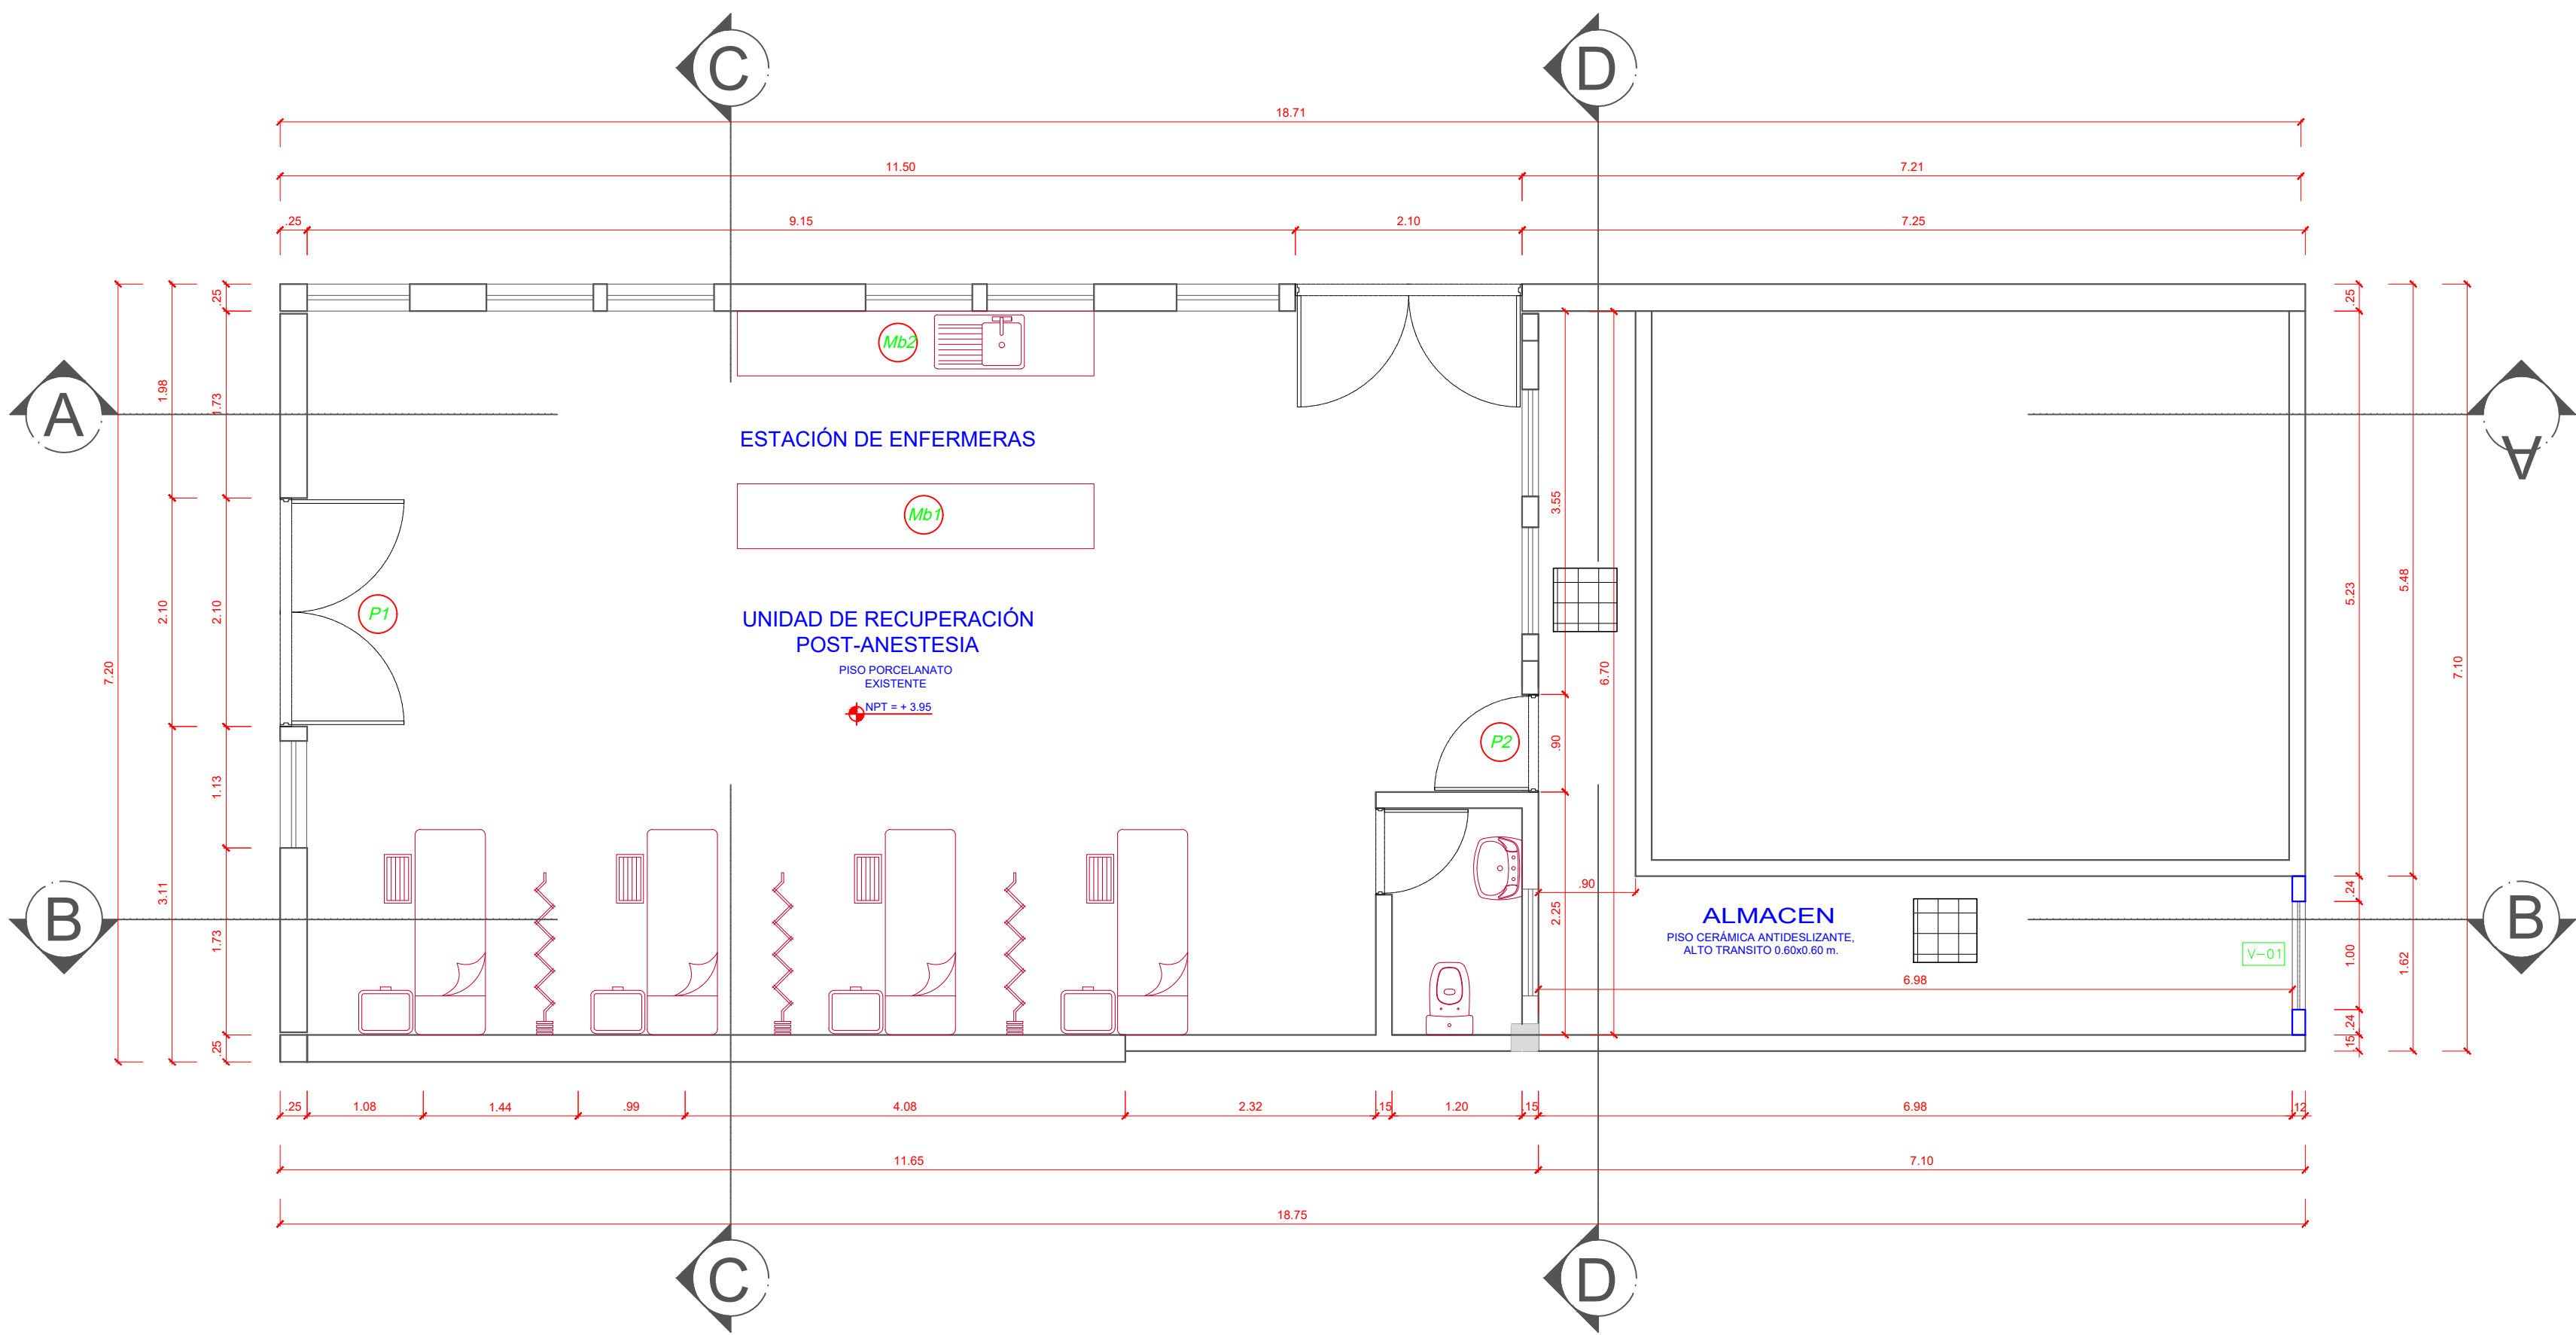 C
D
18.71
11.50
7.21
.25
9.15
2.10
7.25
.25
.25
Mb2
1.98
1.73
A
A
ESTACIÓN DE ENFERMERAS
3.55
Mb1
5.23
5.48
2.10
2.10
P1
UNIDAD DE RECUPERACIÓN
POST-ANESTESIA
PISO PORCELANATO
EXISTENTE
NPT = + 3.95
7.20
6.70
7.10
P2
.90
1.13
3.11
.90
.24
B
B
1.73
2.25
ALMACEN
PISO CERÁMICA ANTIDESLIZANTE,
ALTO TRANSITO 0.60x0.60 m.
V-01
1.00
1.62
6.98
.24
.15
.25
.25
1.08
1.44
.99
4.08
2.32
.15
1.20
.15
6.98
.12
11.65
7.10
18.75
C
D